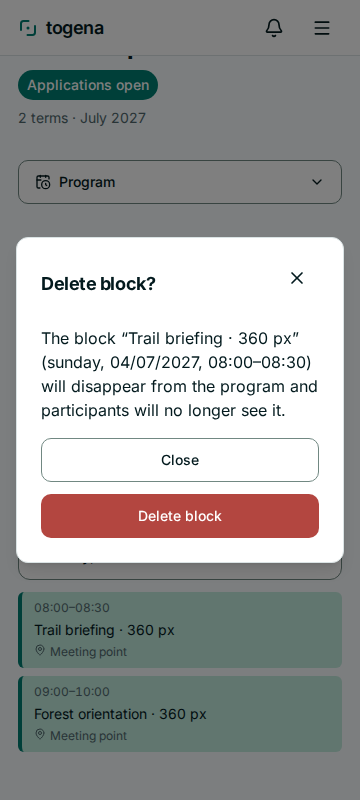 togena
Applications open
2 terms · July 2027
Program
Delete block?
The block “Trail briefing · 360 px”
(sunday, 04/07/2027, 08:00–08:30)
will disappear from the program and
participants will no longer see it.
Close
Delete block
08:00–08:30
Trail briefing · 360 px
Meeting point
09:00–10:00
Forest orientation · 360 px
Meeting point